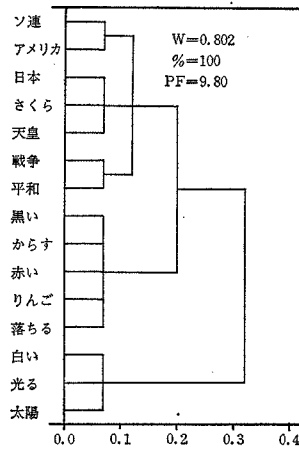 ソ連
アメリカ
日本
さくら
天皇
戦争
平和
黒い
からす
赤い
りんご
落ちる
白い
光る
太陽
W=0.802
%=100
PF=9.80
0.0 0.1 0.2 0.3 0.4